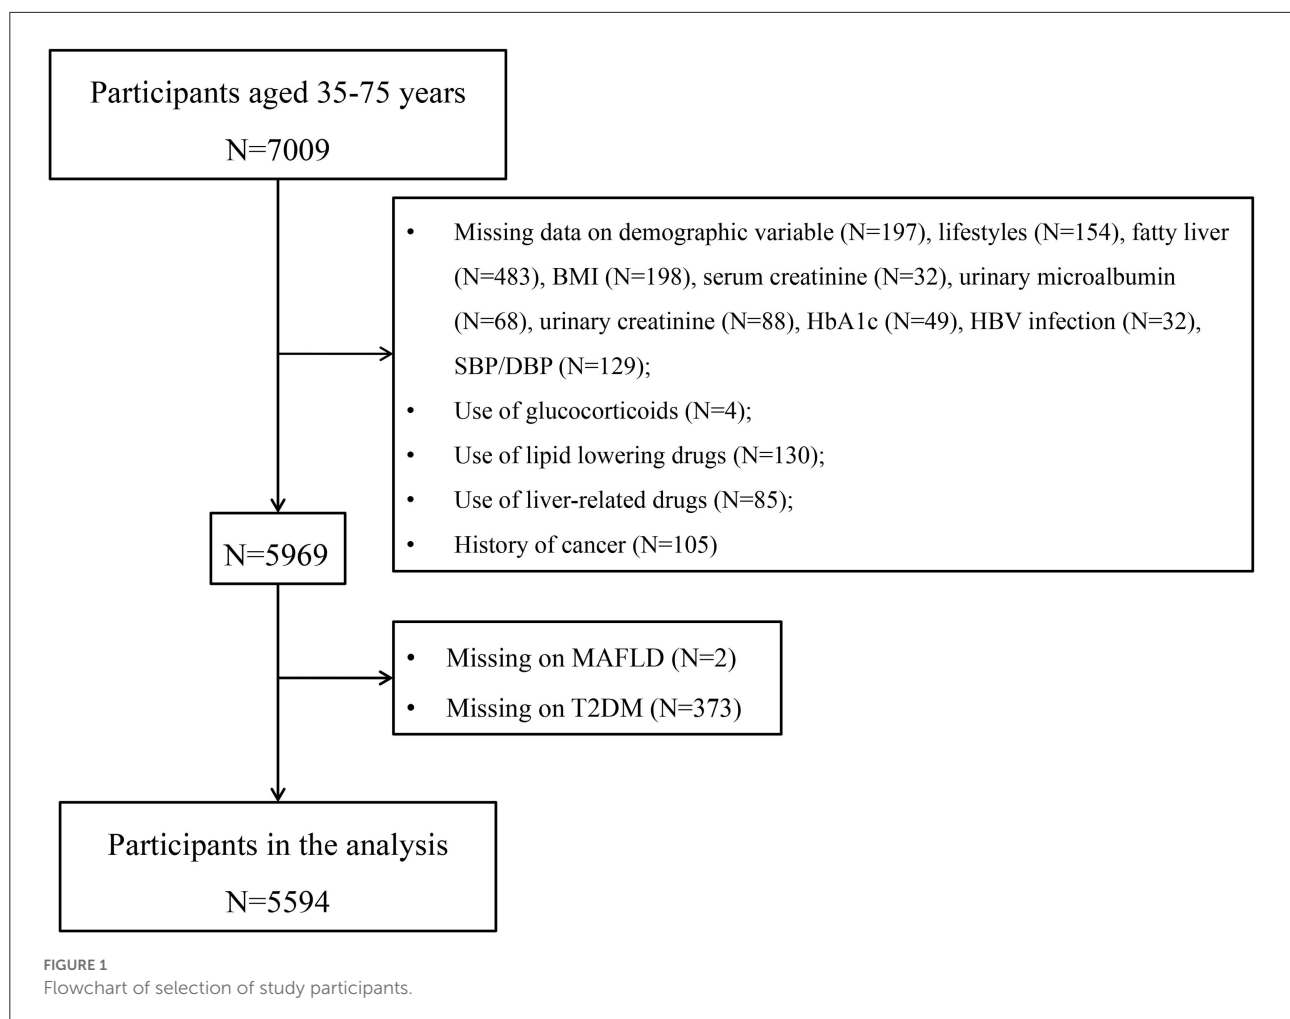 Participants aged 35-75 years
N=7009
• Missing data on demographic variable (N=197), lifestyles (N=154), fatty liver
(N=483), BMI (N=198), serum creatinine (N=32), urinary microalbumin
(N=68), urinary creatinine (N=88), HbA1c (N=49), HBV infection (N=32),
SBP/DBP (N=129);
• Use of glucocorticoids (N=4);
• Use of lipid lowering drugs (N=130);
• Use of liver-related drugs (N=85);
• History of cancer (N=105)
N=5969
• Missing on MAFLD (N=2)
• Missing on T2DM (N=373)
Participants in the analysis
N=5594
FIGURE 1
Flowchart of selection of study participants.